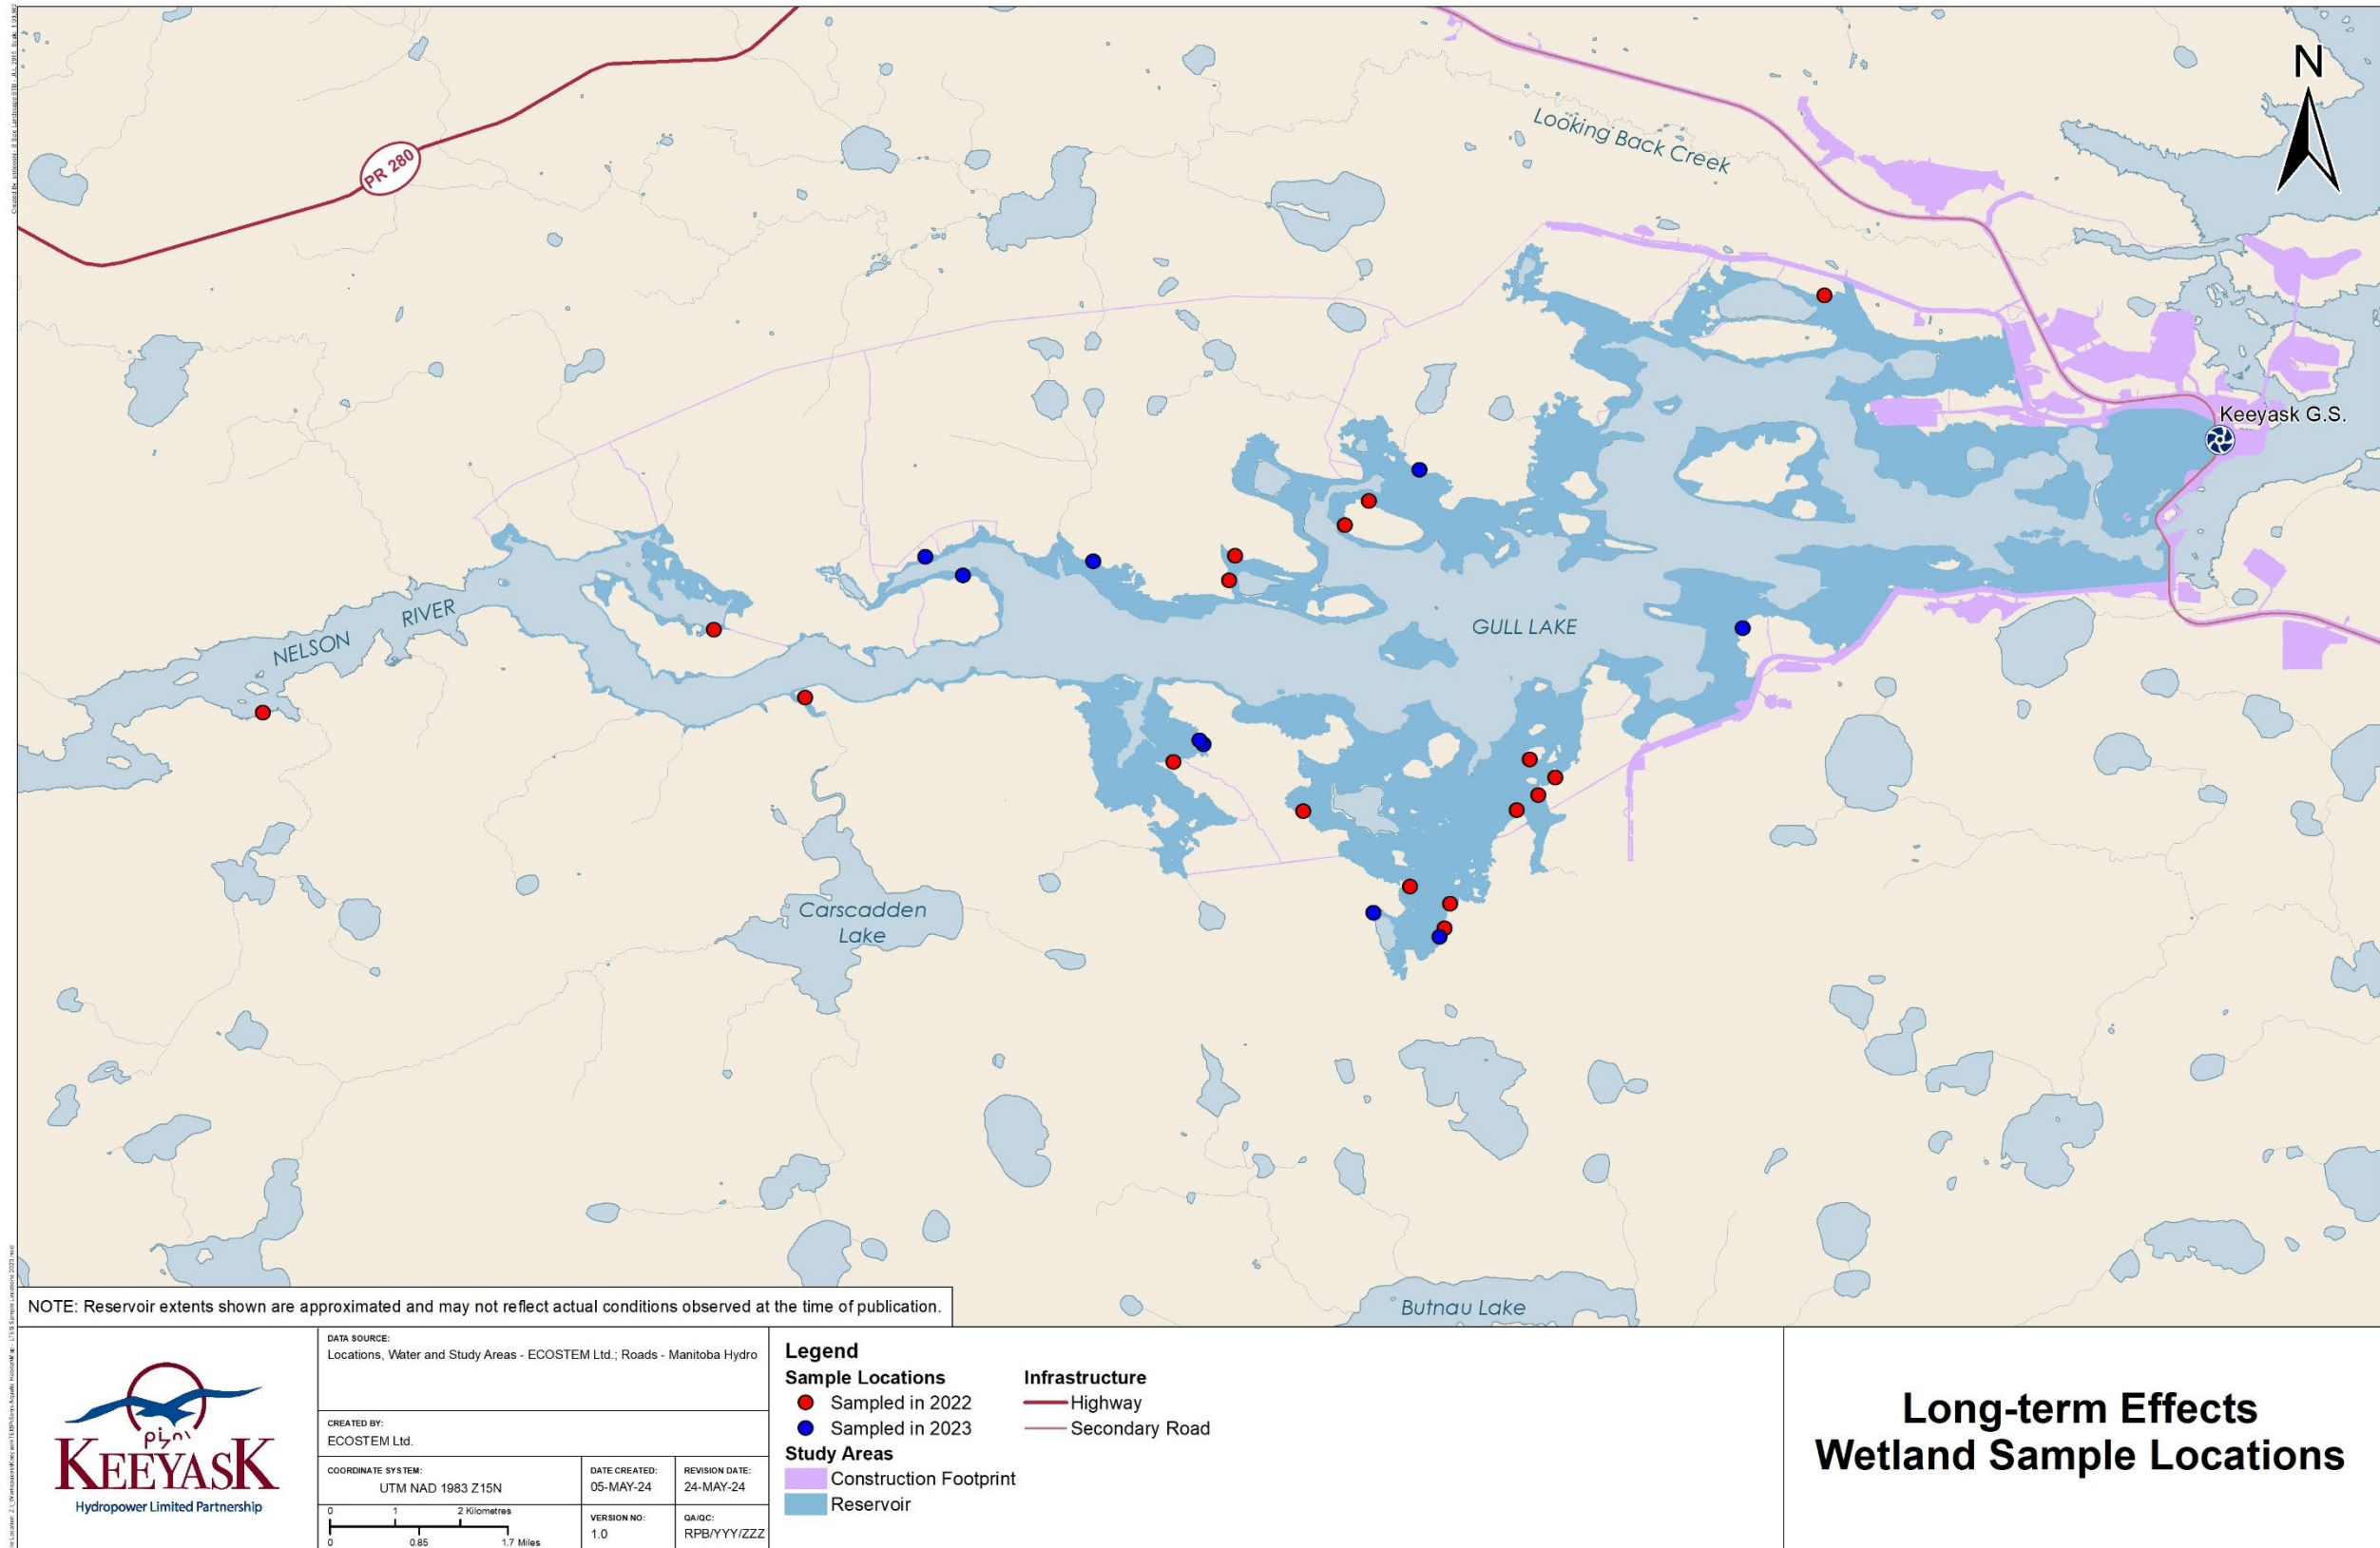 N
PR 280
Looking Back Creek
Keeyask G.S.
NELSON RIVER
GULL LAKE
Carscadden
Lake
Butnau Lake
NOTE: Reservoir extents shown are approximated and may not reflect actual conditions observed at the time of publication.
KEEYASK
Hydropower Limited Partnership
DATA SOURCE:
Locations, Water and Study Areas - ECOSTEM Ltd.; Roads - Manitoba Hydro
CREATED BY:
ECOSTEM Ltd.
COORDINATE SYSTEM:
UTM NAD 1983 Z15N
DATE CREATED:
05-MAY-24
REVISION DATE:
24-MAY-24
0 1 2 Kilometres
0 0.85 1.7 Miles
VERSION NO:
1.0
QA/QC:
RPB/YYY/ZZZ
Legend
Sample Locations
Sampled in 2022
Sampled in 2023
Study Areas
Construction Footprint
Reservoir
Infrastructure
Highway
Secondary Road
Long-term Effects
Wetland Sample Locations